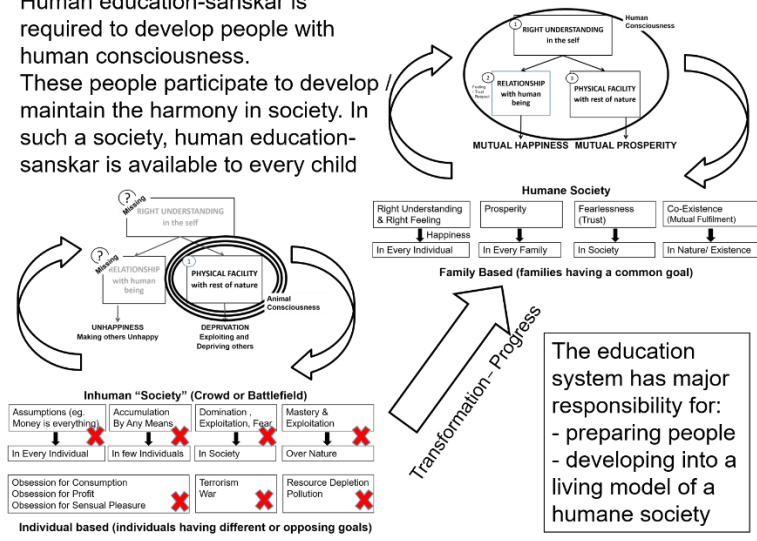 Human education-sanskar is
required to develop people with
human consciousness.
These people participate to develop /
maintain the harmony in society. In
such a society, human education-
sanskar is available to every child
Human
Consciousness
1
RIGHT UNDERSTANDING
in the self
2
Feeling
- Trust
- Respect
RELATIONSHIP
with human
being
3
PHYSICAL FACILITY
with rest of nature
MUTUAL HAPPINESS MUTUAL PROSPERITY
Humane Society
Right Understanding
& Right Feeling
Happiness
In Every Individual
Prosperity
In Every Family
Fearlessness
(Trust)
In Society
Co-Existence
(Mutual Fulfilment)
In Nature/ Existence
Family Based (families having a common goal)
?
Missing
RIGHT UNDERSTANDING
in the self
?
Missing
RELATIONSHIP
with human
being
1
PHYSICAL FACILITY
with rest of nature
Animal
Consciousness
UNHAPPINESS
Making others Unhappy
DEPRIVATION
Exploiting and
Depriving others
Inhuman “Society” (Crowd or Battlefield)
Assumptions (eg.
Money is everything)
In Every Individual
Accumulation
By Any Means
In few Individuals
Domination ,
Exploitation, Fear
In Society
Mastery &
Exploitation
Over Nature
Obsession for Consumption
Obsession for Profit
Obsession for Sensual Pleasure
Terrorism
War
Resource Depletion
Pollution
Individual based (individuals having different or opposing goals)
Transformation- Progress
The education
system has major
responsibility for:
- preparing people
- developing into a
living model of a
humane society